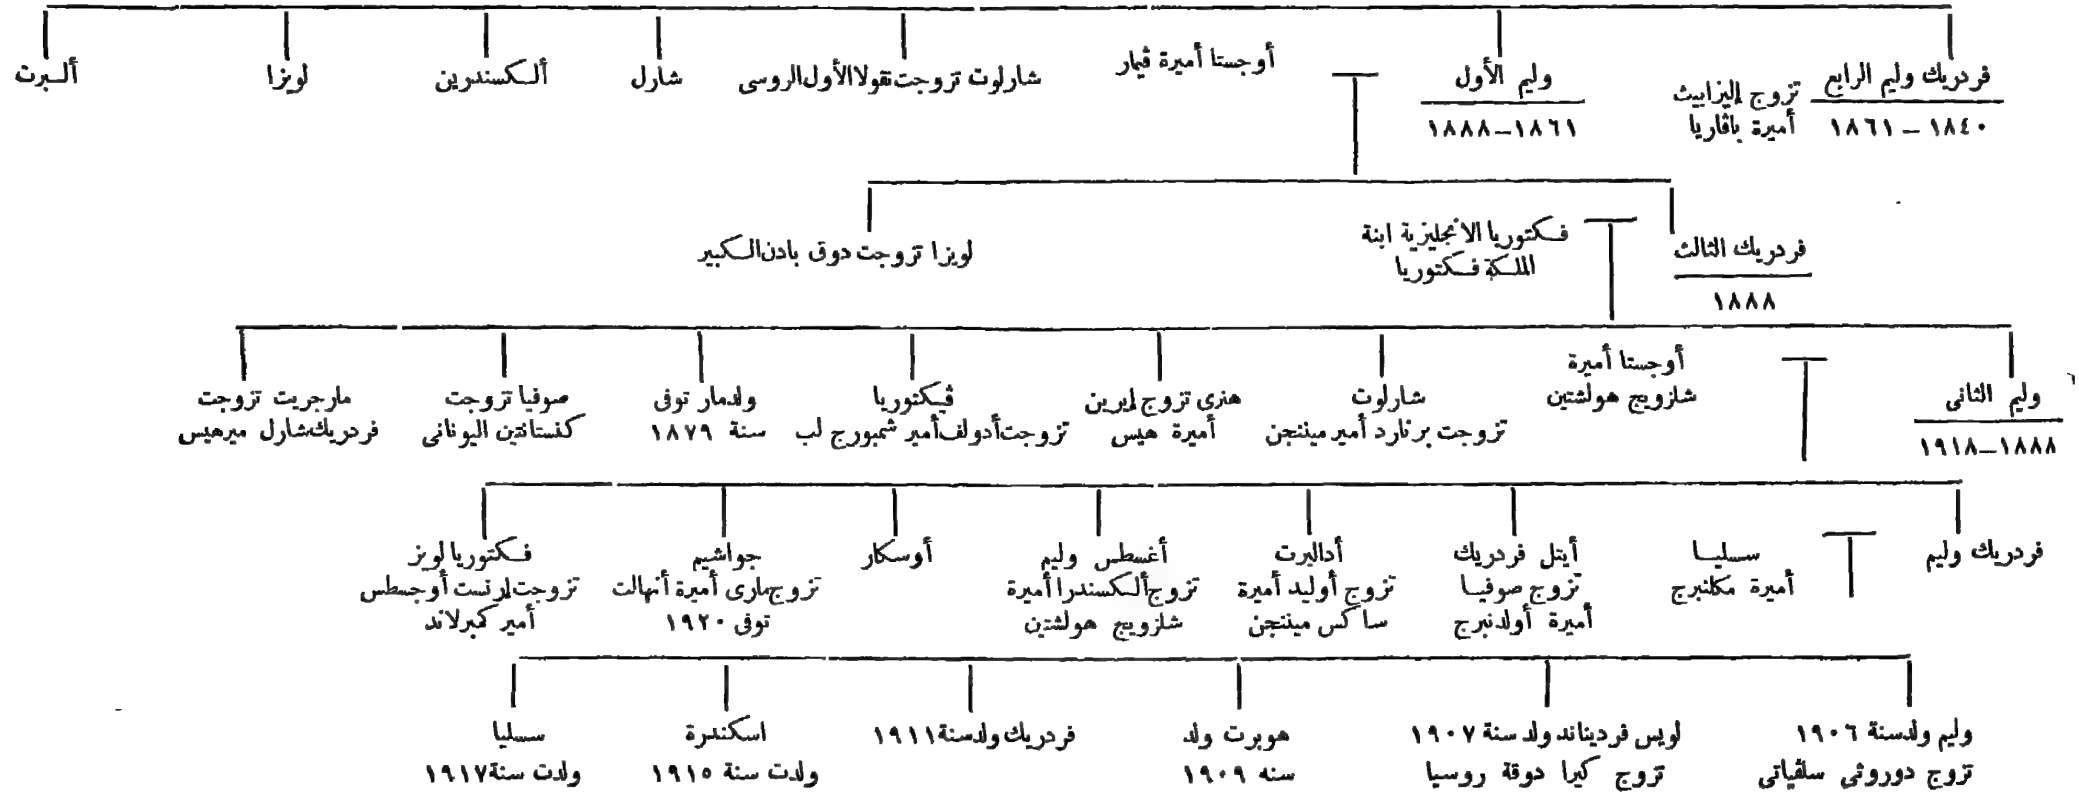 فردريك وليم الرابع
١٨٤٠ – ١٨٦١
تزوج إليزابيث
أميرة بافاريا
وليم الأول
١٨٦١–١٨٨٨
أوجستا أميرة ڤيمار
شارلوت تزوجت نقولا الأول الروسى
شارل
ألكسندرين
لويزا
ألبرت
فردريك الثالث
١٨٨٨
فكتوريا الانجليزية ابنة
الملكة فكتوريا
لويزا تزوجت دوق بادن الكبير
وليم الثانى
١٨٨٨–١٩١٨
أوجستا أميرة
شلزويج هولشتين
شارلوت
تزوجت برنارد أمير ميننجن
هنرى تزوج إيرين
أميرة هيس
ڤيكتوريا
تزوجت أدولف أمير شمبورج لب
ولدمار توفى
سنة ١٨٧٩
صوفيا تزوجت
كنستانتين اليونانى
مارجريت تزوجت
فردريك شارل ميرهيس
فردريك وليم
سسليا
أميرة مكلنبرج
أيتل فردريك
تزوج صوفيا
أميرة أولدنبرج
أدالبرت
تزوج أوليد أميرة
ساكس ميننجن
أغسطس وليم
تزوج ألكسندرا أميرة
شلزويج هولشتين
أوسكار
جواشيم
تزوج مارى أميرة أنهالت
توفى ١٩٢٠
فكتوريا لويز
تزوجت إرنست أوجسطس
أمير كمبرلاند
وليم ولد سنة ١٩٠٦
تزوج دوروثى سلڤياتى
لويس فرديناند ولد سنة ١٩٠٧
تزوج كيرا دوقة روسيا
هوبرت ولد
سنه ١٩٠٩
فردريك ولد سنة ١٩١١
اسكندرة
ولدت سنة ١٩١٥
سسليا
ولدت سنة ١٩١٧